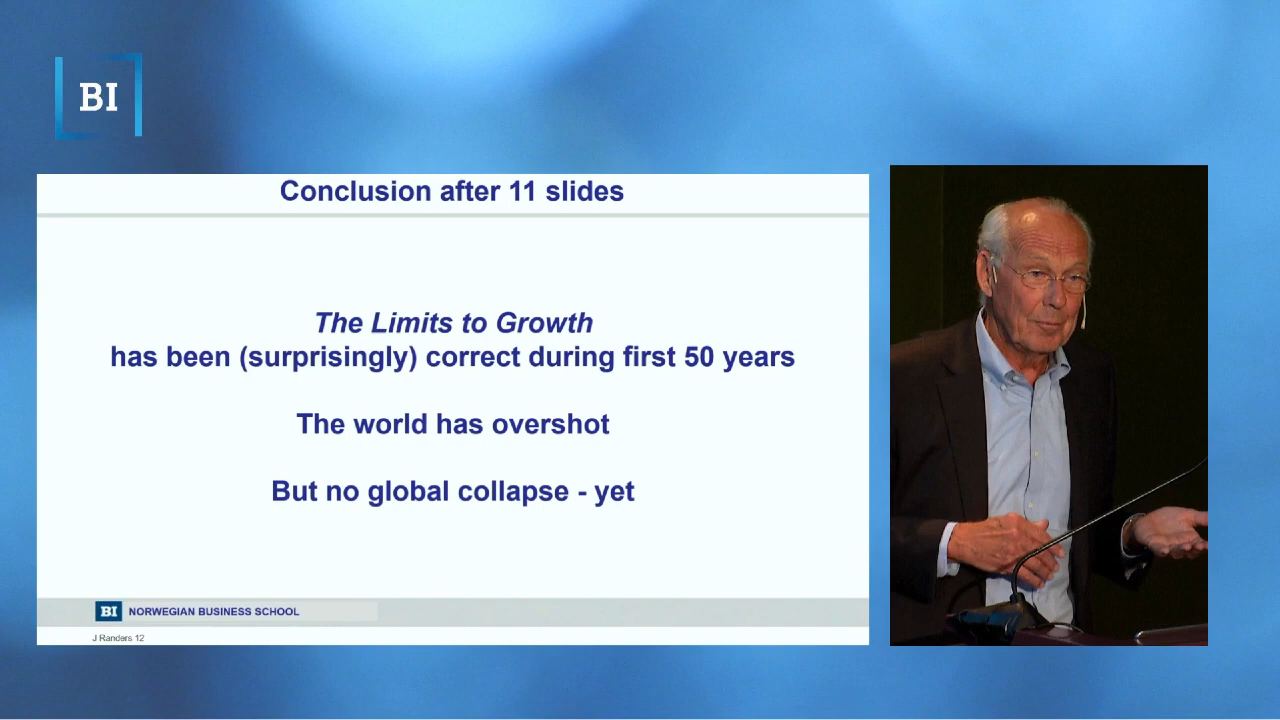 BI
Conclusion after 11 slides
The Limits to Growth
has been (surprisingly) correct during first 50 years
The world has overshot
But no global collapse - yet
BI NORWEGIAN BUSINESS SCHOOL
J Randers 12